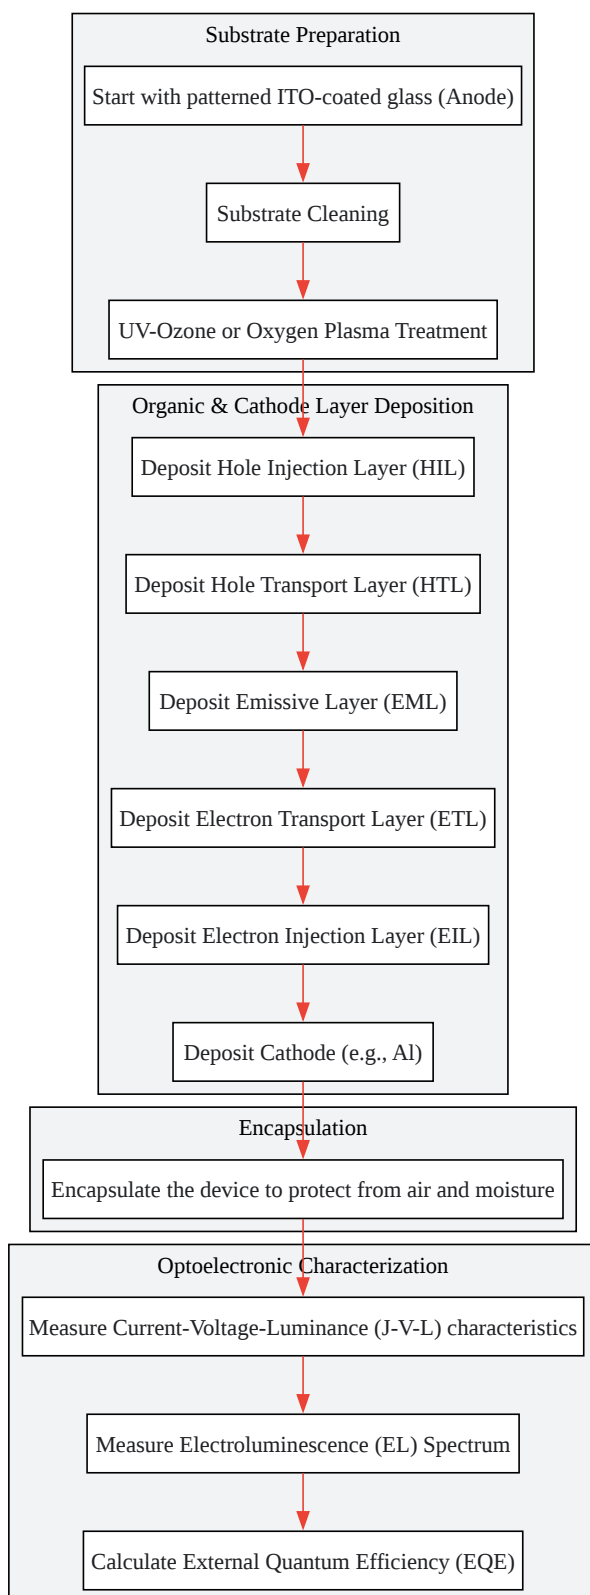 Substrate Preparation
Start with patterned ITO-coated glass (Anode)
Substrate Cleaning
UV-Ozone or Oxygen Plasma Treatment
Organic & Cathode Layer Deposition
Deposit Hole Injection Layer (HIL)
Deposit Hole Transport Layer (HTL)
Deposit Emissive Layer (EML)
Deposit Electron Transport Layer (ETL)
Deposit Electron Injection Layer (EIL)
Deposit Cathode (e.g., Al)
Encapsulation
Encapsulate the device to protect from air and moisture
Optoelectronic Characterization
Measure Current-Voltage-Luminance (J-V-L) characteristics
Measure Electroluminescence (EL) Spectrum
Calculate External Quantum Efficiency (EQE)